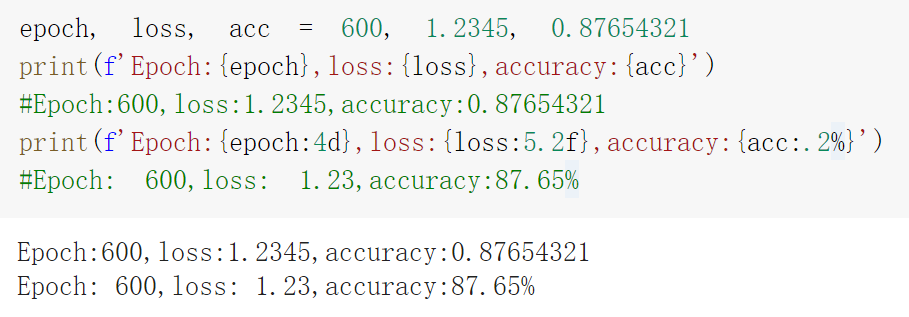 epoch, loss, acc = 600, 1.2345, 0.87654321
print(f'Epoch:{epoch},loss:{loss},accuracy:{acc}')
#Epoch:600,loss:1.2345,accuracy:0.87654321
print(f'Epoch:{epoch:4d},loss:{loss:5.2f},accuracy:{acc:.2%}')
#Epoch:  600,loss:  1.23,accuracy:87.65%
Epoch:600,loss:1.2345,accuracy:0.87654321
Epoch: 600,loss: 1.23,accuracy:87.65%